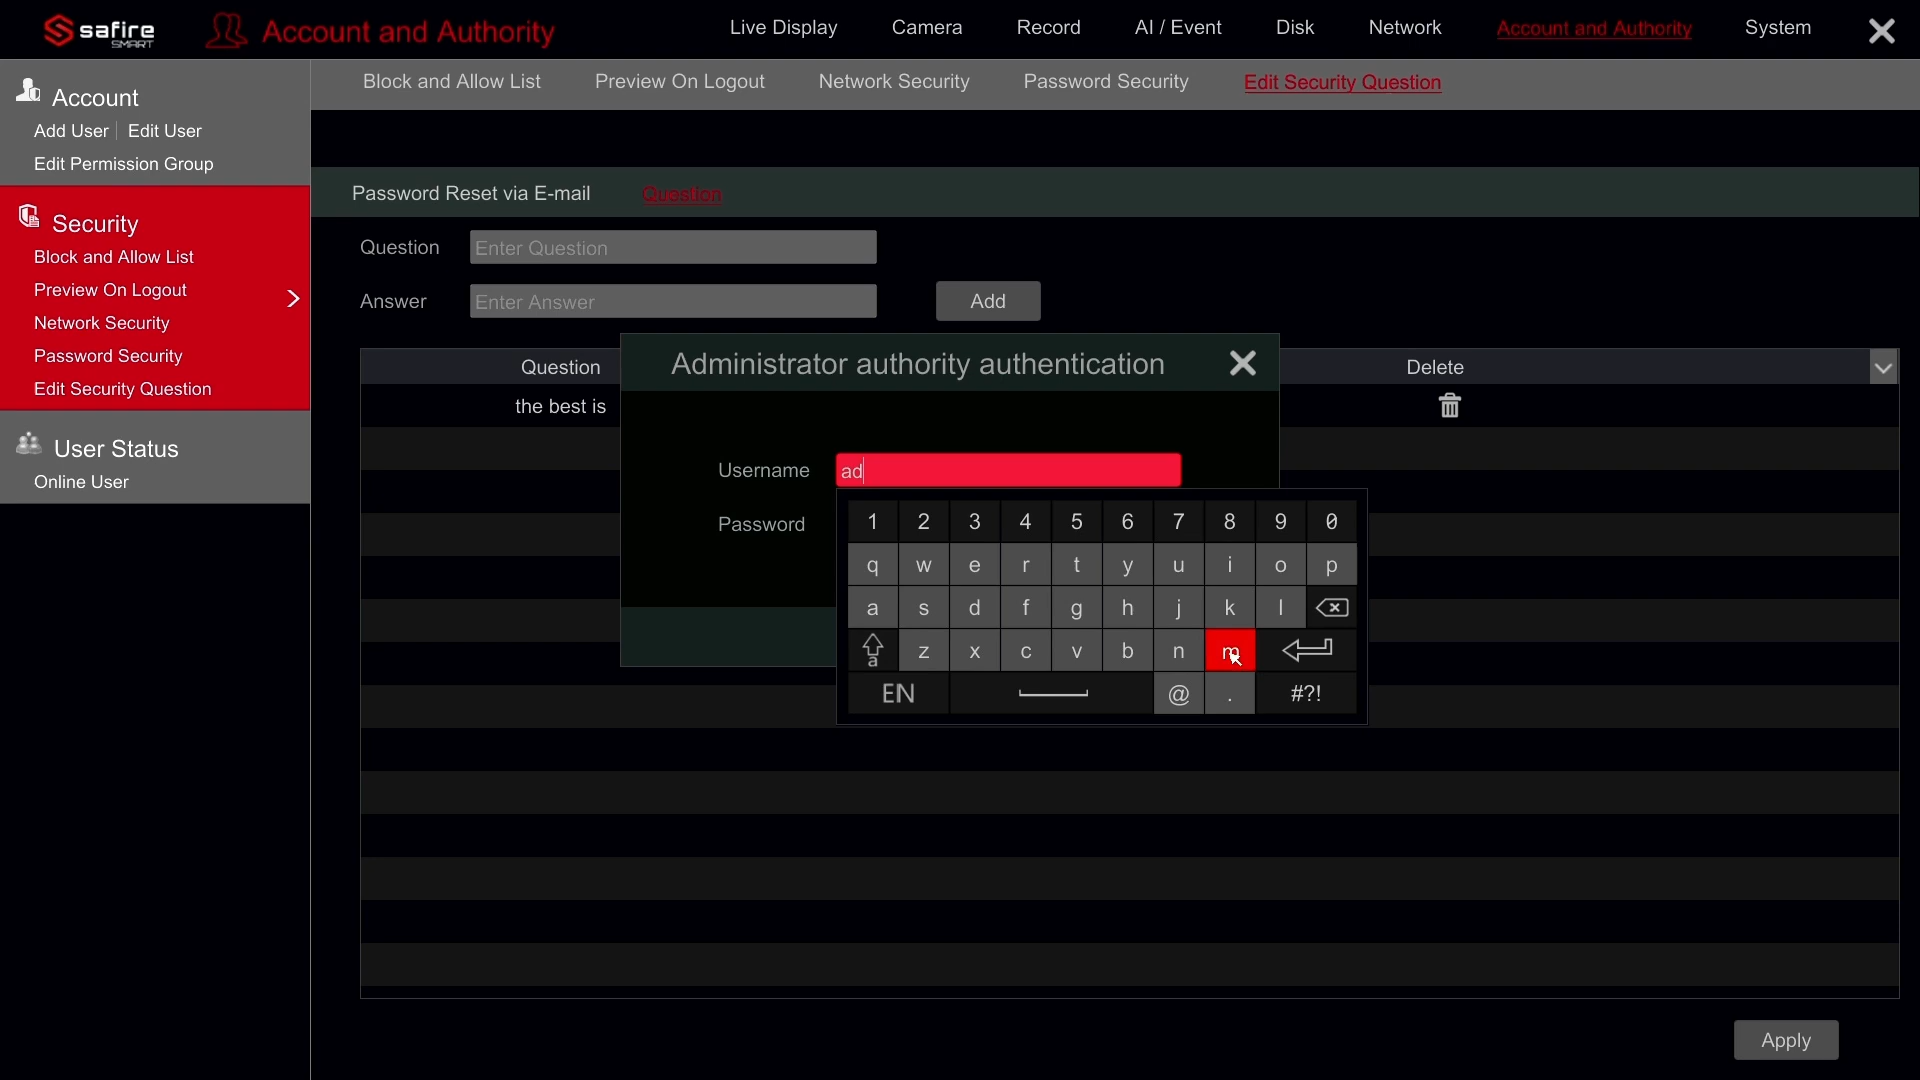 safire
SMART
Account and Authority
Live Display
Camera
Record
AI / Event
Disk
Network
Account and Authority
System
Block and Allow List
Preview On Logout
Network Security
Password Security
Edit Security Question
Account
Add User
Edit User
Edit Permission Group
Security
Block and Allow List
Preview On Logout
Network Security
Password Security
Edit Security Question
User Status
Online User
Password Reset via E-mail
Question
Question
Enter Question
Answer
Enter Answer
Add
Question
Delete
the best is
Administrator authority authentication
Username
ad
Password
1 2 3 4 5 6 7 8 9 0
q w e r t y u i o p
a s d f g h j k l
a z x c v b n m
EN @ . #?!
Apply